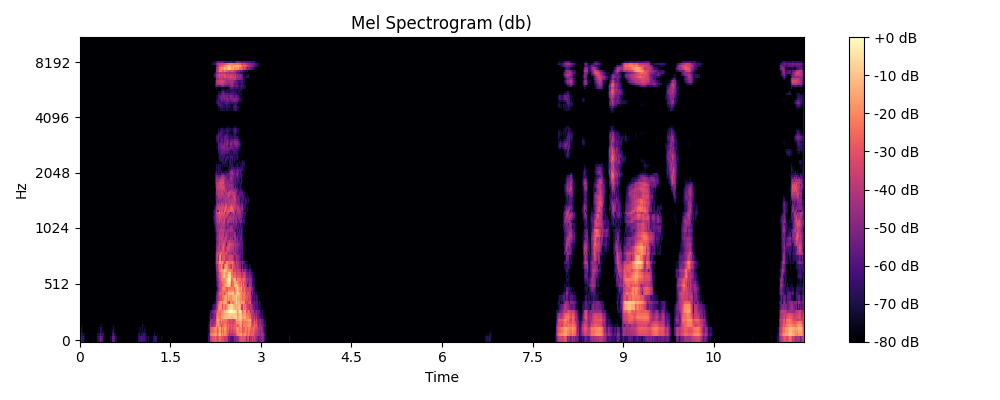 Mel Spectrogram (db)
8192
4096
2048
1024
512
0
Hz
0 1.5 3 4.5 6 7.5 9 10
Time
+0 dB
-10 dB
-20 dB
-30 dB
-40 dB
-50 dB
-60 dB
-70 dB
-80 dB